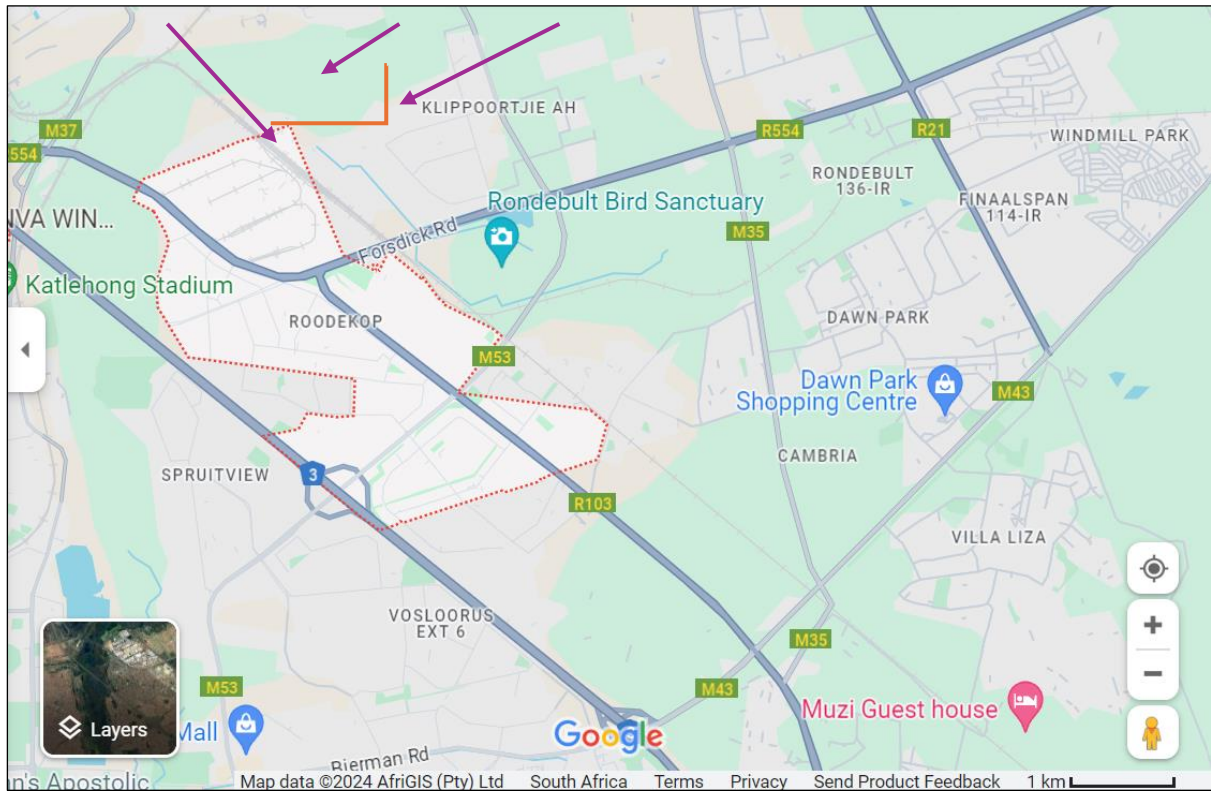 KLIPPOORTJIE AH
M37
R554
554
R21
WINDMILL PARK
RONDEBULT
136-IR
FINAALSPAN
114-IR
Rondebult Bird Sanctuary
NVA WIN...
Forsdick Rd
M35
Katlehong Stadium
ROODEKOP
DAWN PARK
M53
Dawn Park
Shopping Centre
M43
CAMBRIA
SPRUITVIEW
3
R103
VILLA LIZA
VOSLOORUS
EXT 6
M35
M53
M43
Muzi Guest house
Layers
Mall
Google
Bierman Rd
n's Apostolic
Map data ©2024 AfriGIS (Pty) Ltd South Africa Terms Privacy Send Product Feedback 1 km